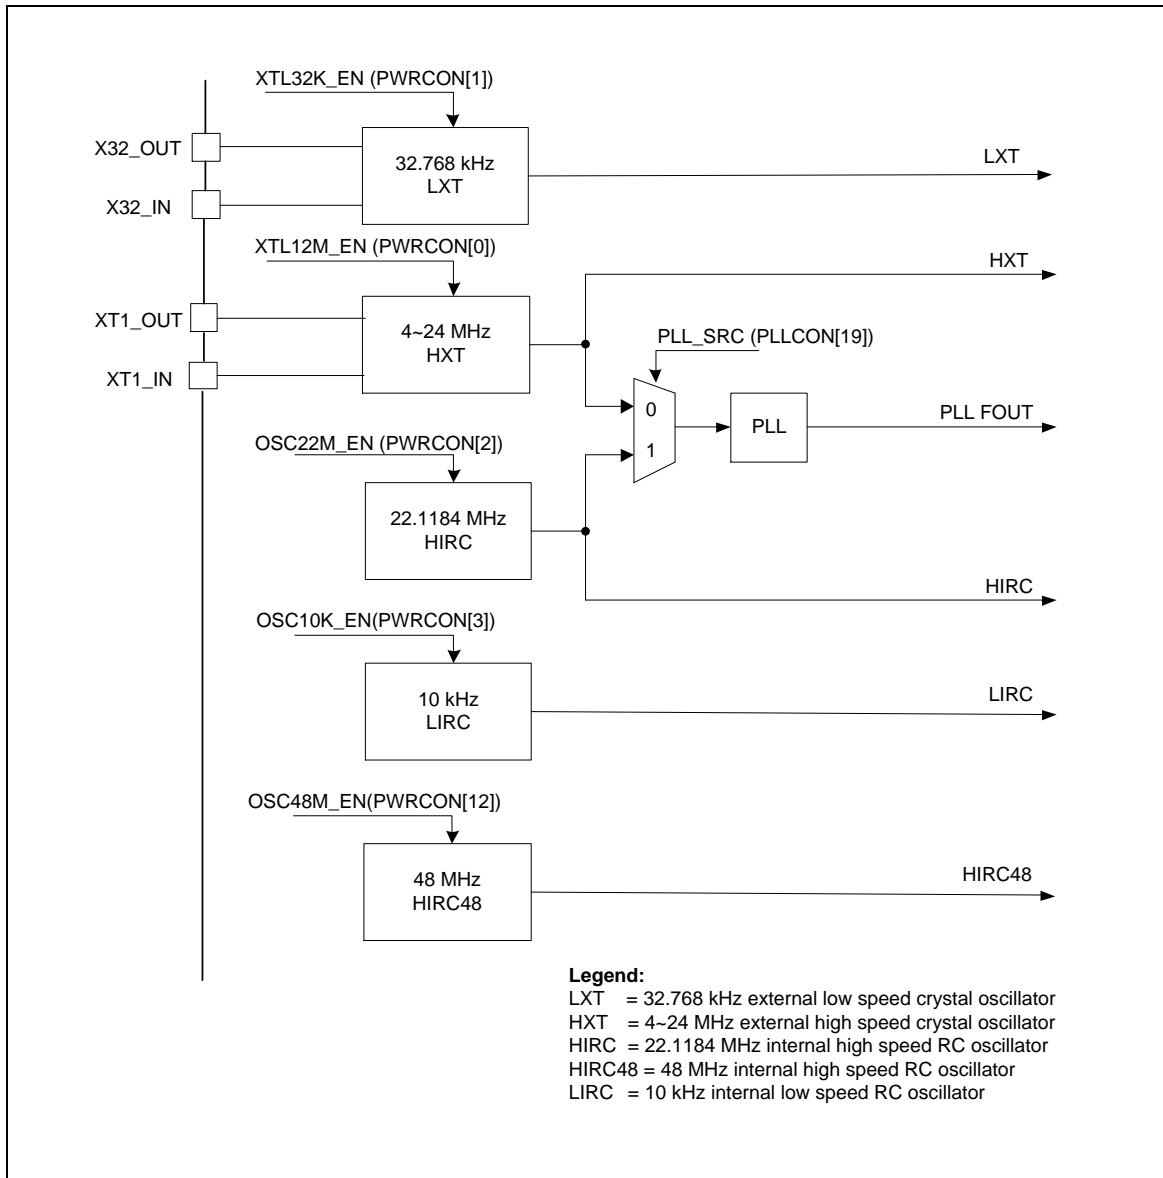 XTL32K_EN (PWRCON[1])
X32_OUT
X32_IN
32.768 kHz
LXT
LXT
XTL12M_EN (PWRCON[0])
XT1_OUT
XT1_IN
4~24 MHz
HXT
HXT
PLL_SRC (PLLCON[19])
0
1
PLL
PLL FOUT
OSC22M_EN (PWRCON[2])
22.1184 MHz
HIRC
HIRC
OSC10K_EN(PWRCON[3])
10 kHz
LIRC
LIRC
OSC48M_EN(PWRCON[12])
48 MHz
HIRC48
HIRC48
Legend:
LXT = 32.768 kHz external low speed crystal oscillator
HXT = 4~24 MHz external high speed crystal oscillator
HIRC = 22.1184 MHz internal high speed RC oscillator
HIRC48 = 48 MHz internal high speed RC oscillator
LIRC = 10 kHz internal low speed RC oscillator